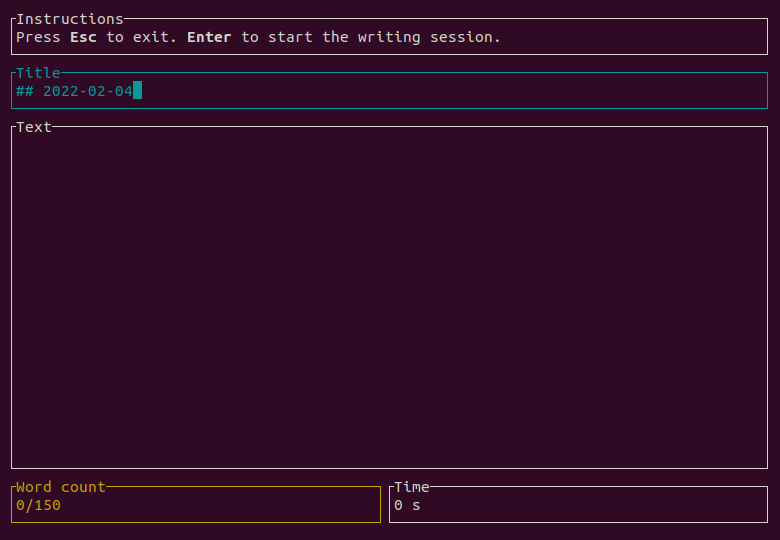 Instructions
Press Esc to exit. Enter to start the writing session.
Title
## 2022-02-04
Text
Word count
0/150
Time
0 s